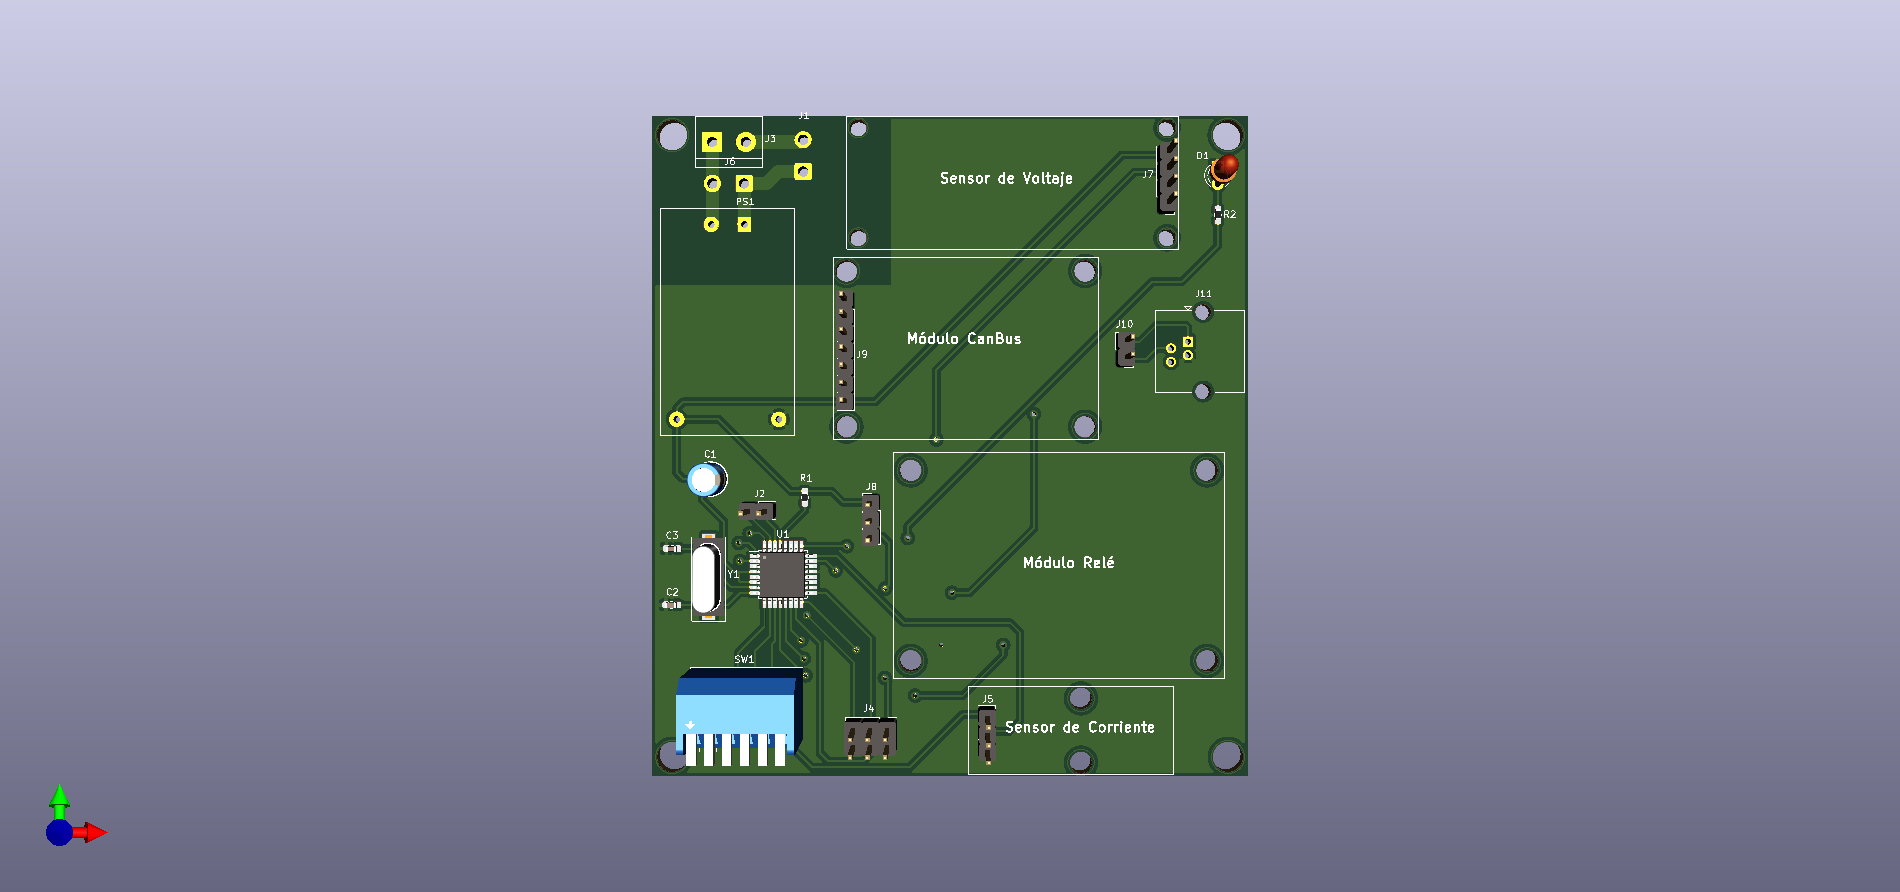 J1
J3
J6
Sensor de Voltaje
D1
J7
PS1
R2
J11
J10
Módulo CanBus
J9
C1
R1
J8
J2
C3
U1
Módulo Relé
Y1
C2
SW1
J5
J4
Sensor de Corriente